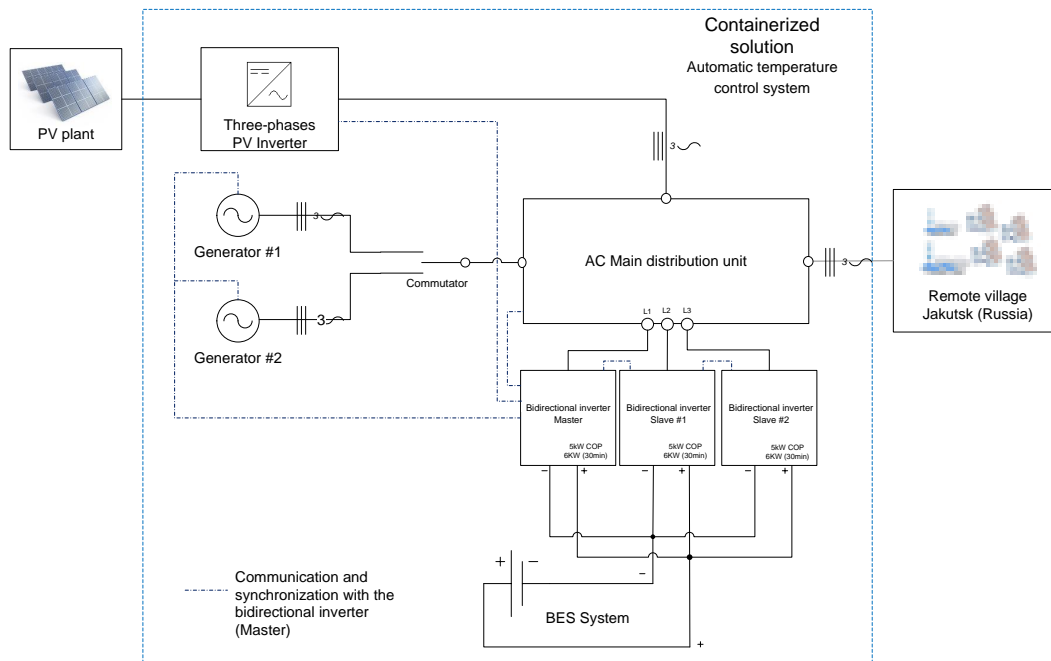 Containerized
solution
Automatic temperature
control system
PV plant
Three-phases
PV Inverter
3
Generator #1
3
Commutator
AC Main distribution unit
3
Remote village
Jakutsk (Russia)
Generator #2
3
L1 L2 L3
Bidirectional inverter
Master
5kW COP
6KW (30min)
Bidirectional inverter
Slave #1
5kW COP
6KW (30min)
Bidirectional inverter
Slave #2
5kW COP
6KW (30min)
− + − + − +
+ −
−
BES System
+
Communication and
synchronization with the
bidirectional inverter
(Master)